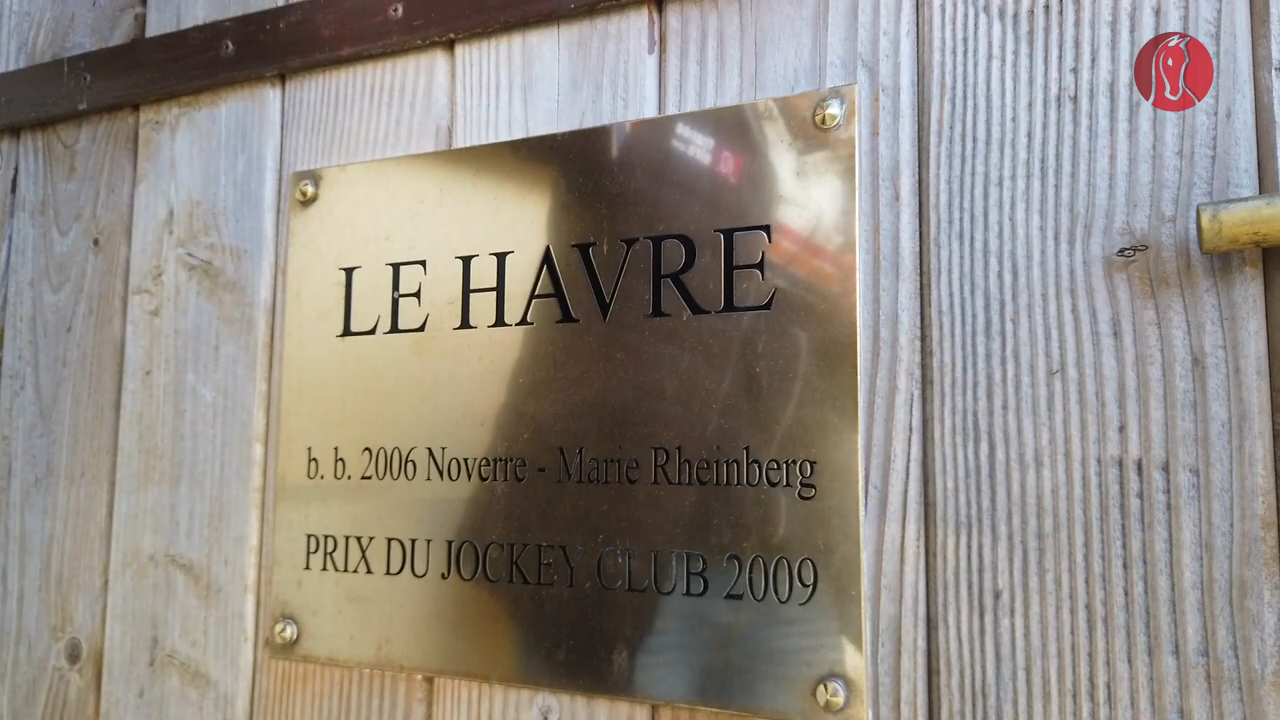 LE HAVRE
b. b. 2006 Noverre - Marie Rheinberg
PRIX DU JOCKEY CLUB 2009